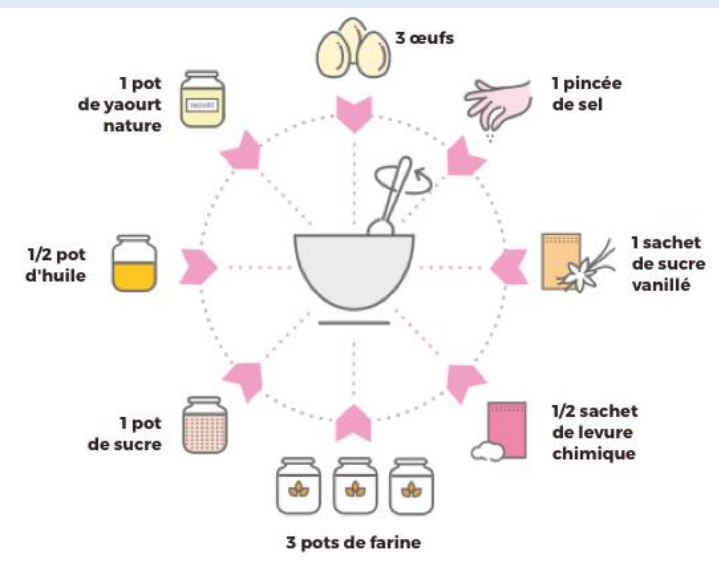 3 œufs
1 pincée
de sel
1 sachet
de sucre
vanillé
1/2 sachet
de levure
chimique
3 pots de farine
1 pot
de sucre
1/2 pot
d'huile
1 pot
de yaourt
nature
YAOURT